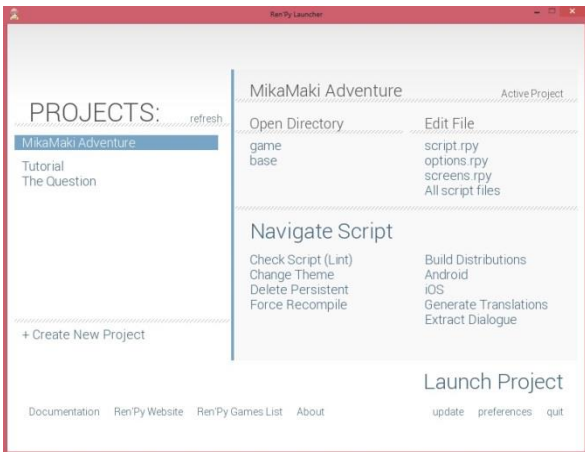 Ren'Py Launcher
PROJECTS:
refresh
MikaMaki Adventure
Tutorial
The Question
+ Create New Project
MikaMaki Adventure
Active Project
Open Directory
game
base
Edit File
script.rpy
options.rpy
screens.rpy
All script files
Navigate Script
Check Script (Lint)
Change Theme
Delete Persistent
Force Recompile
Build Distributions
Android
iOS
Generate Translations
Extract Dialogue
Launch Project
Documentation Ren'Py Website Ren'Py Games List About
update preferences quit